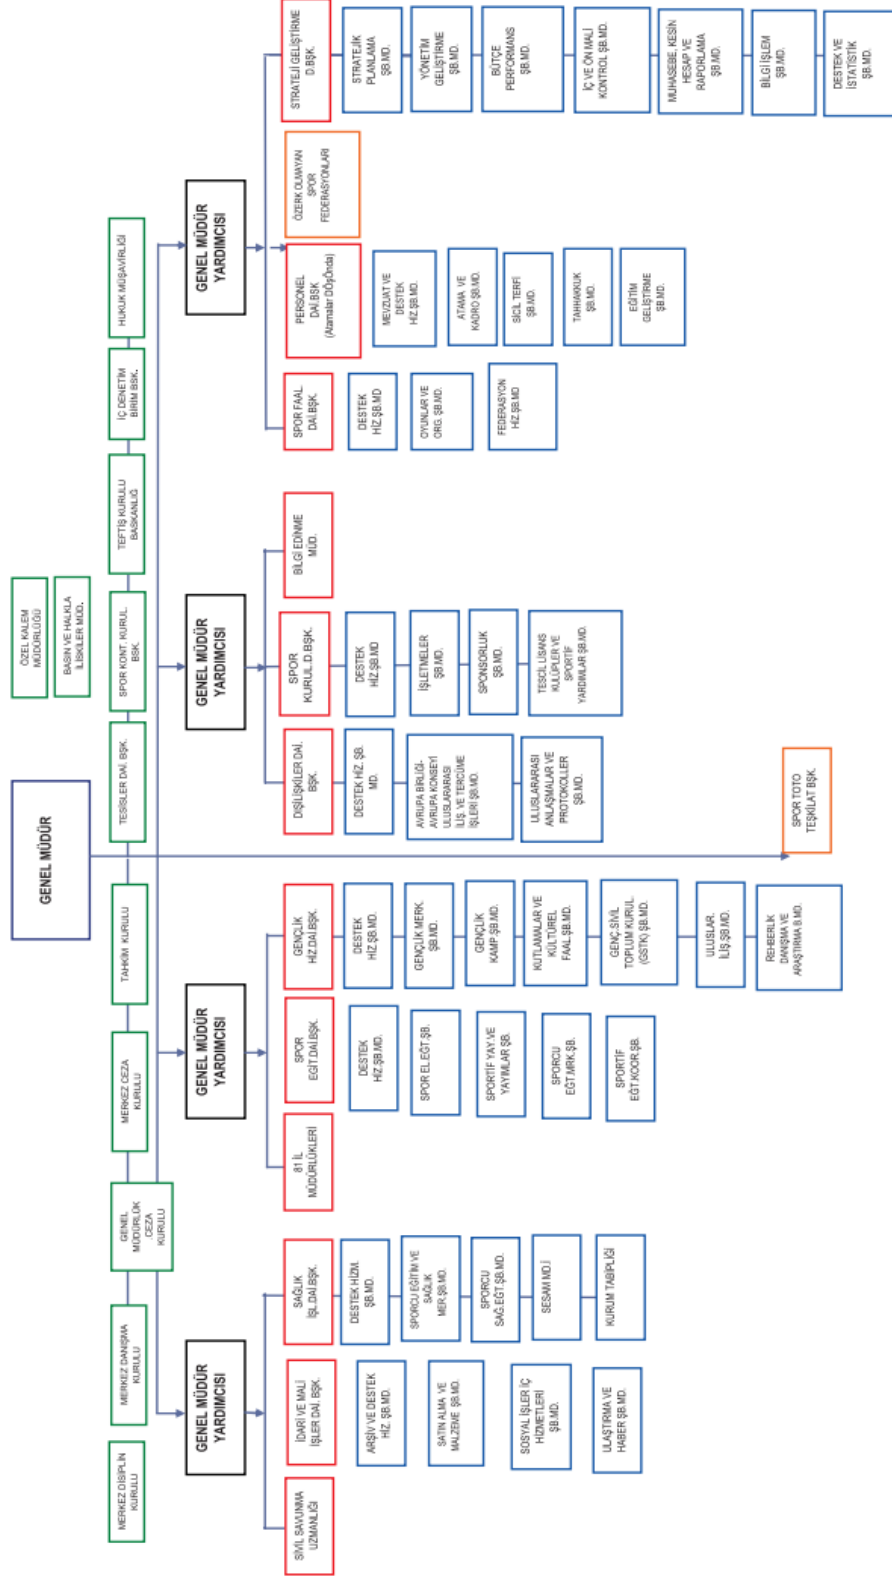 GENEL MÜDÜR
ÖZEL KALEM
MÜDÜRLÜĞÜ
BASIN VE HALKLA
İLİSKİLER MÜD.
MERKEZ DİSİPLİN
KURULU
MERKEZ DANIŞMA
KURULU
GENEL
MÜDÜRLÜK
.CEZA
KURULU
MERKEZ CEZA
KURULU
TAHKİM KURULU
TESİSLER DAİ. BŞK.
SPOR KONT. KURUL.
BSK.
TEFTİŞ KURULU
BASKANLIĞ
İÇ DENETİM
BİRİM BSK.
HUKUK MÜŞAVİRLİĞİ
GENEL MÜDÜR
YARDIMCISI
GENEL MÜDÜR
YARDIMCISI
GENEL MÜDÜR
YARDIMCISI
GENEL MÜDÜR
YARDIMCISI
SİVİL SAVUNMA
UZMANLIĞI
İDARİ VE MALİ
İŞLER DAİ. BŞK.
ARŞİV VE DESTEK
HİZ. ŞB.MD.
SATIN ALMA VE
MALZEME ŞB.MD.
SOSYAL İŞLER İÇ
HİZMETLERİ
ŞB.MD.
ULAŞTIRMA VE
HABER ŞB.MD.
SAĞLIK
İŞL.DAİ.BŞK.
DESTEK HİZM.
ŞB.MD.
SPORCU EĞİTİM VE
SAĞLIK
MER.ŞB.MD.
SPORCU
SAĞ.EĞT.ŞB.MD.
SESAM MD.İ
KURUM TABİPLİĞİ
81 İL
MÜDÜRLÜKLERİ
SPOR
EGIT.DAİ.BŞK.
DESTEK
HİZ.ŞB.MD.
SPOR EL.EĞT.ŞB.
SPORTİF YAY.VE
YAYIMLAR ŞB.
SPORCU
EĞT.MRK.ŞB.
SPORTİF
EĞT.KOOR.ŞB.
GENÇLİK
HİZ.DAİ.BŞK.
DESTEK
HİZ.ŞB.MD.
GENÇLİK MERK.
ŞB.MD.
GENÇLİK
KAMP.ŞB.MD.
KUTLAMALAR VE
KÜLTÜREL
FAAL.ŞB.MD.
GENÇ.SİVİL
TOPLUM KURUL.
(GSTK) ŞB.MD.
ULUSLAR.
İLİŞ.ŞB.MD.
REHBERLİK
DANIŞMA VE
ARAŞTIRMA B.MD.
SPOR TOTO
TEŞKİLAT BŞK.
DIŞİLİŞKİLER DAİ.
BŞK.
DESTEK HİZ. ŞB.
MD.
AVRUPA BİRLİĞİ-
AVRUPA KONSEYİ
ULUSLARARASI
İLİŞ. VE TERCÜME
İŞLERİ ŞB.MD.
ULUSLARARASI
ANLAŞMALAR VE
PROTOKOLLER
ŞB.MD.
SPOR
KURUL.D.BŞK.
DESTEK
HİZ.ŞB.MD
İŞLETMELER
ŞB.MD.
SPONSORLUK
ŞB.MD.
TESCİL LİSANS
KULÜPLER VE
SPORTİF
YARDIMLAR ŞB.MD.
BİLGİ EDİNME
MÜD.
SPOR FAAL.
DAİ.BŞK.
DESTEK
HİZ.ŞB.MD
OYUNLAR VE
ORG. ŞB.MD.
FEDERASYON
HİZ.ŞB.MD
PERSONEL
DAİ.BSK
(Atamalar DÕşÕnda)
MEVZUAT VE
DESTEK
HİZ.ŞB.MD.
ATAMA VE
KADRO ŞB.MD.
SİCİL TERFİ
ŞB.MD.
TAHHAKKUK
ŞB.MD.
EĞİTİM
GELİŞTİRME
ŞB.MD.
ÖZERK OLMAYAN
SPOR
FEDERASYONLARI
STRATEJİ GELİŞTİRME
D.BŞK.
STRATEJİK
PLANLAMA
ŞB.MD.
YÖNETİM
GELİŞTİRME
ŞB.MD.
BÜTÇE
PERFORMANS
ŞB.MD.
İÇ VE ÖN MALİ
KONTROL ŞB.MD.
MUHASEBE, KESİN
HESAP VE
RAPORLAMA
ŞB.MD.
BİLGİ İŞLEM
ŞB.MD.
DESTEK VE
İSTATİSTİK
ŞB.MD.